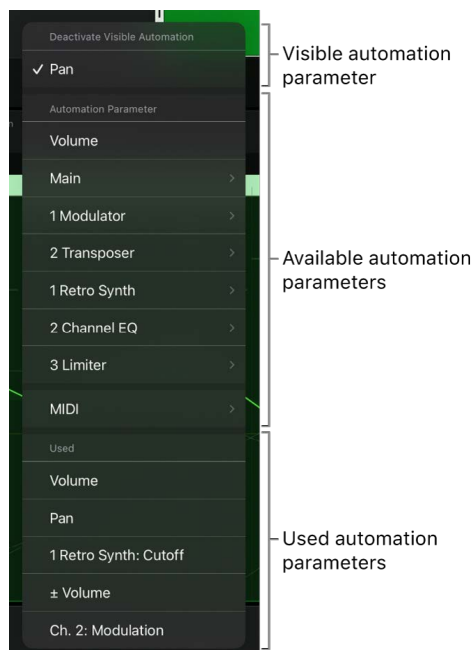 Deactivate Visible Automation
✓ Pan
Automation Parameter
Volume
Main
1 Modulator
2 Transposer
1 Retro Synth
2 Channel EQ
3 Limiter
MIDI
Used
Volume
Pan
1 Retro Synth: Cutoff
± Volume
Ch. 2: Modulation
Visible automation
parameter
Available automation
parameters
Used automation
parameters